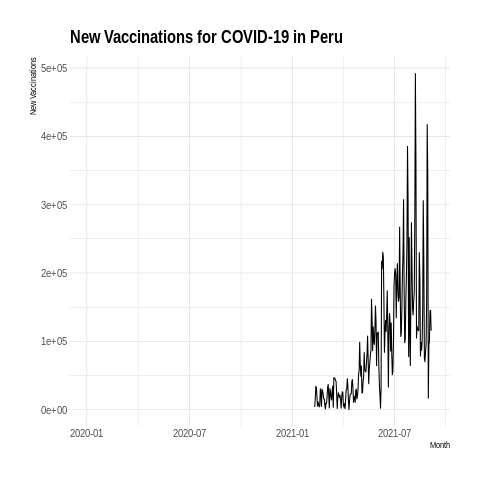 New Vaccinations for COVID-19 in Peru
New Vaccinations
5e+05
4e+05
3e+05
2e+05
1e+05
0e+00
2020-01 2020-07 2021-01 2021-07
Month